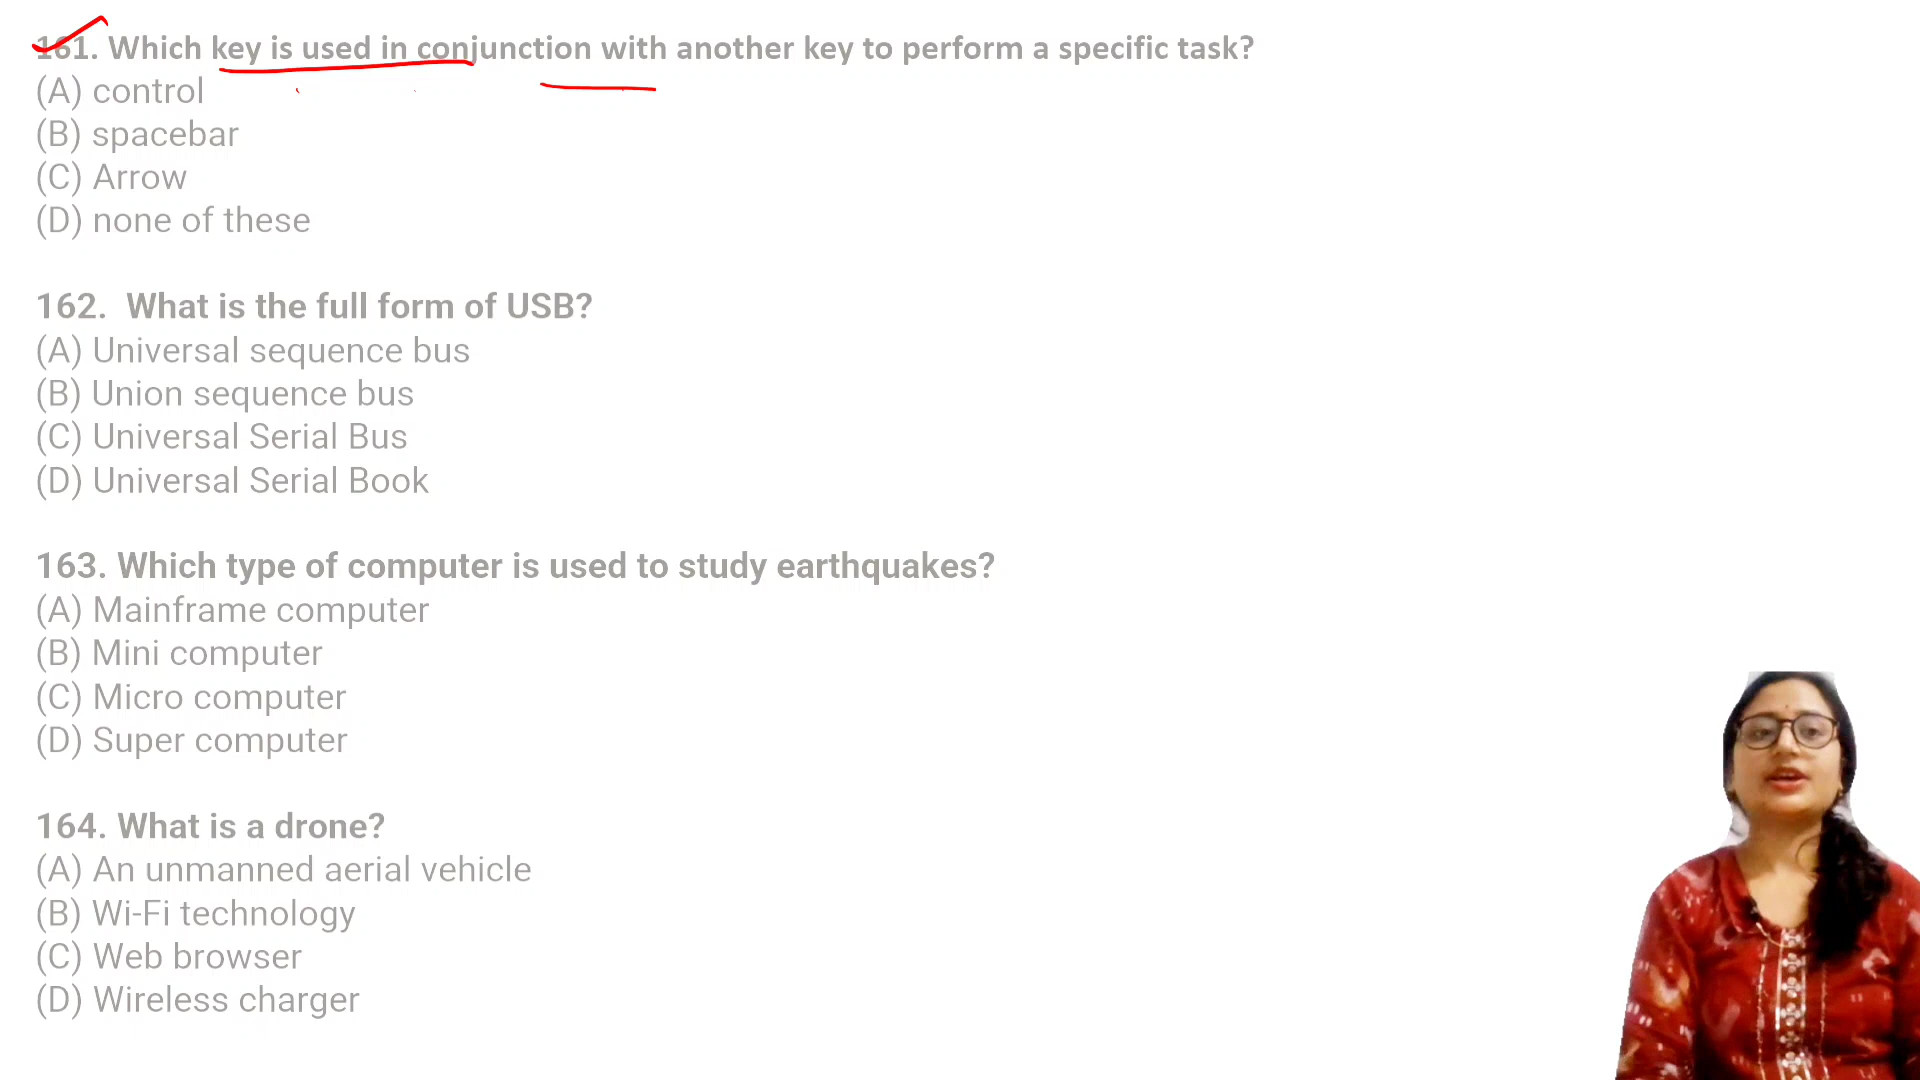 161. Which key is used in conjunction with another key to perform a specific task?
(A) control
(B) spacebar
(C) Arrow
(D) none of these
162. What is the full form of USB?
(A) Universal sequence bus
(B) Union sequence bus
(C) Universal Serial Bus
(D) Universal Serial Book
163. Which type of computer is used to study earthquakes?
(A) Mainframe computer
(B) Mini computer
(C) Micro computer
(D) Super computer
164. What is a drone?
(A) An unmanned aerial vehicle
(B) Wi-Fi technology
(C) Web browser
(D) Wireless charger